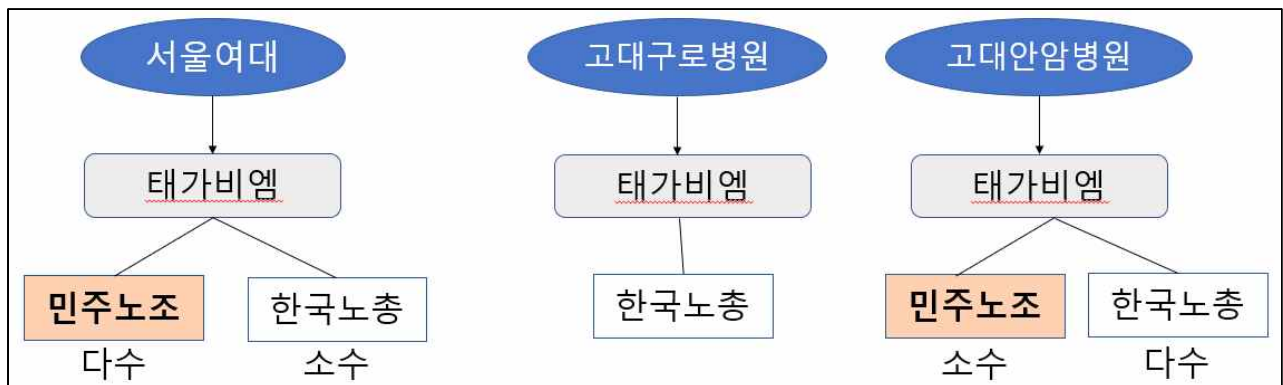 서울여대 고대구로병원 고대안암병원
태가비엠 태가비엠 태가비엠
민주노조 한국노총 한국노총 민주노조 한국노총
다수 소수 소수 다수